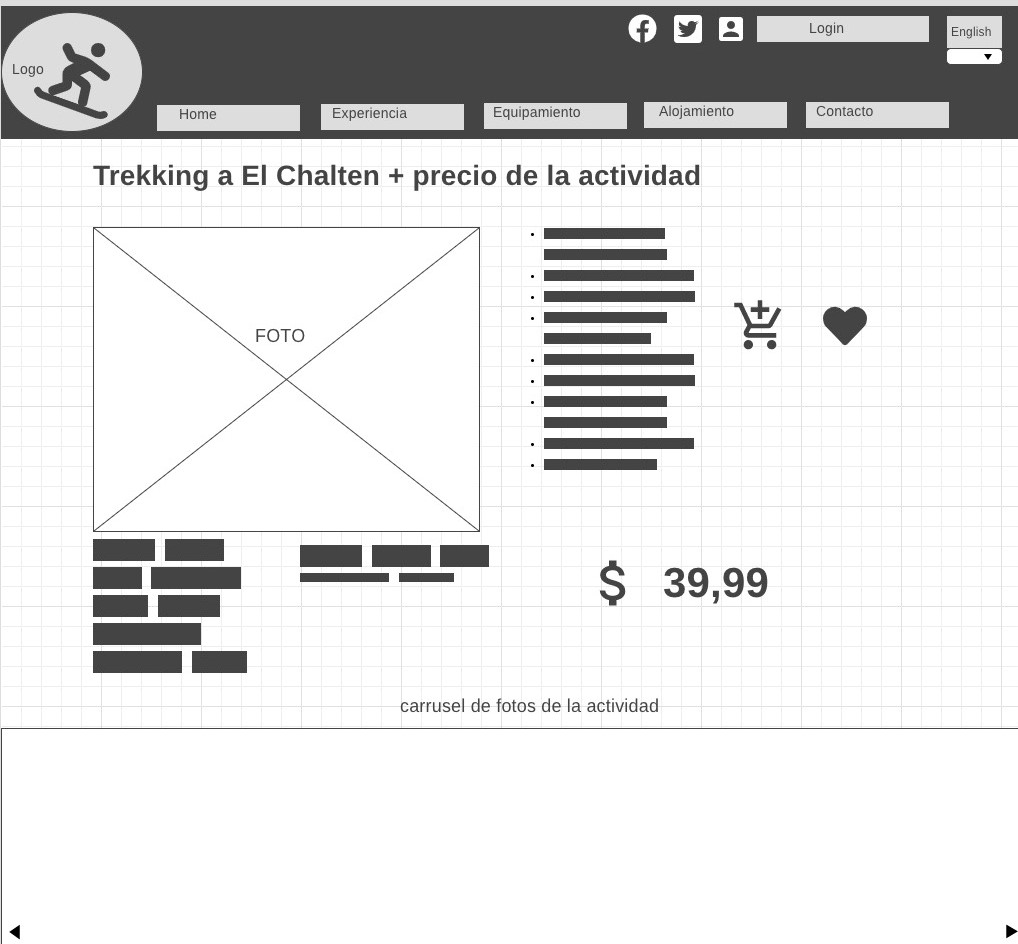 Login
English
Logo
Home
Experiencia
Equipamiento
Alojamiento
Contacto
Trekking a El Chalten + precio de la actividad
FOTO
$ 39,99
carrusel de fotos de la actividad